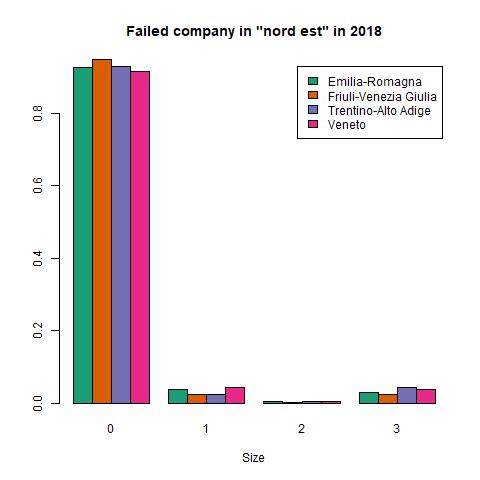 Failed company in "nord est" in 2018
Emilia-Romagna
Friuli-Venezia Giulia
Trentino-Alto Adige
Veneto
0.8
0.6
0.4
0.2
0.0
0 1 2 3
Size